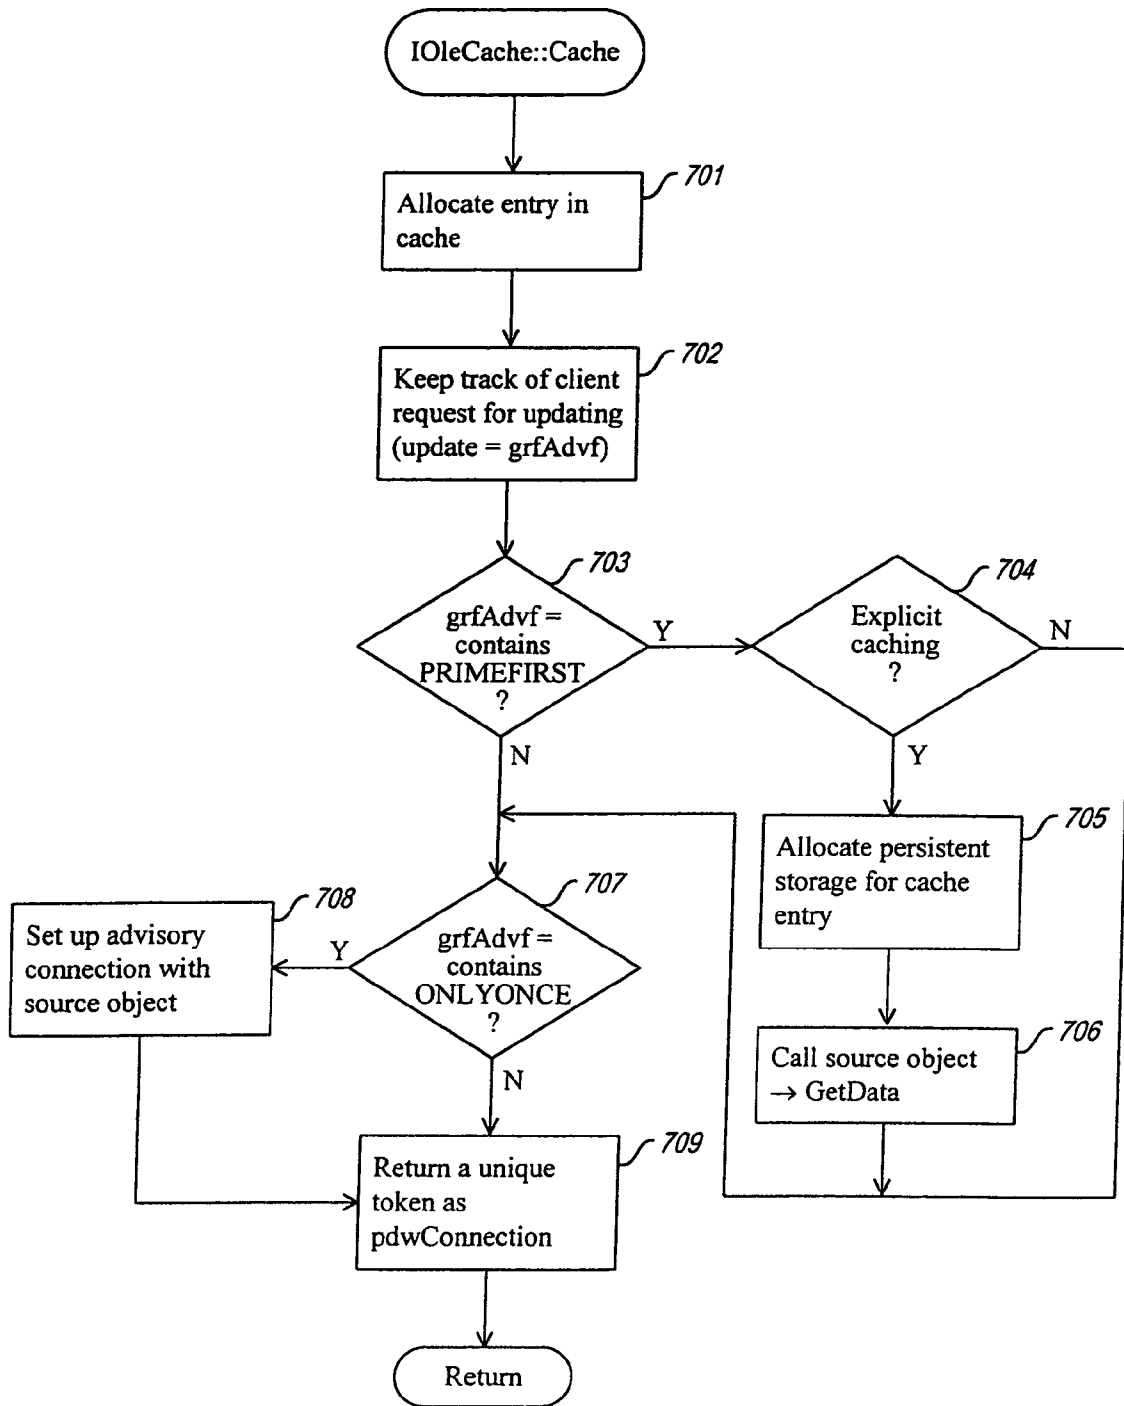 IOleCache::Cache
701
Allocate entry in
cache
702
Keep track of client
request for updating
(update = grfAdvf)
703
grfAdvf =
contains
PRIMEFIRST
?
Y
N
704
Explicit
caching
?
N
Y
705
Allocate persistent
storage for cache
entry
706
Call source object
→ GetData
707
grfAdvf =
contains
ONLYONCE
?
Y
N
708
Set up advisory
connection with
source object
709
Return a unique
token as
pdwConnection
Return